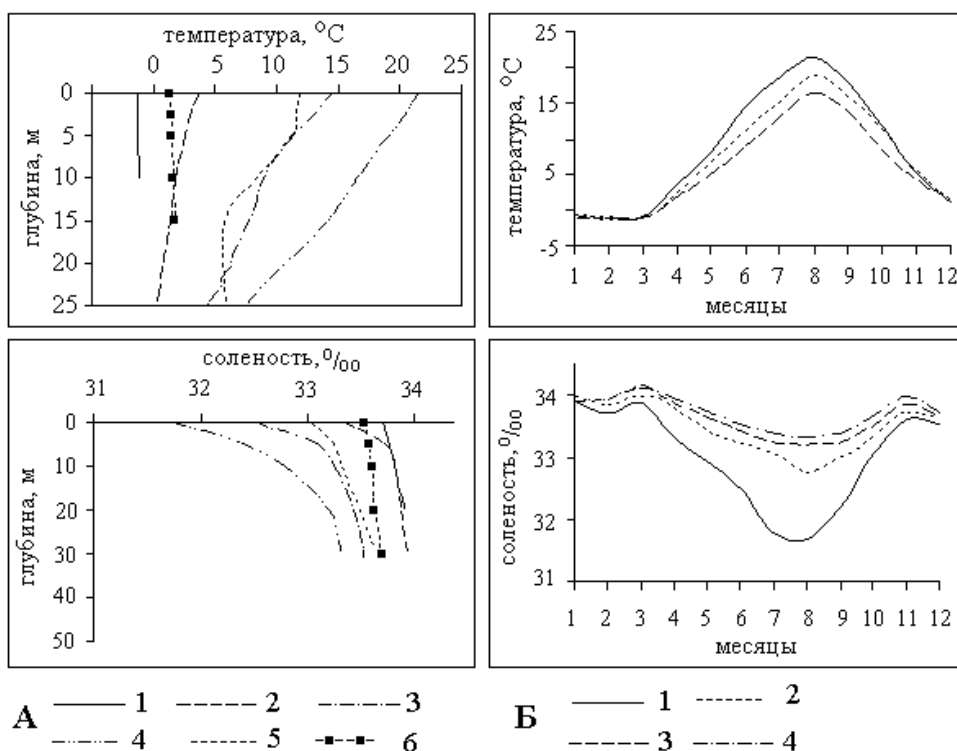 температура, °C
0 5 10 15 20 25
глубина, м
0
5
10
15
20
25
температура, °C
25
15
5
-5
1 2 3 4 5 6 7 8 9 10 11 12
месяцы
соленость, ‰
31 32 33 34
глубина, м
0
10
20
30
40
50
соленость, ‰
34
33
32
31
1 2 3 4 5 6 7 8 9 10 11 12
месяцы
А 1 2 3
4 5 6
Б 1 2
3 4